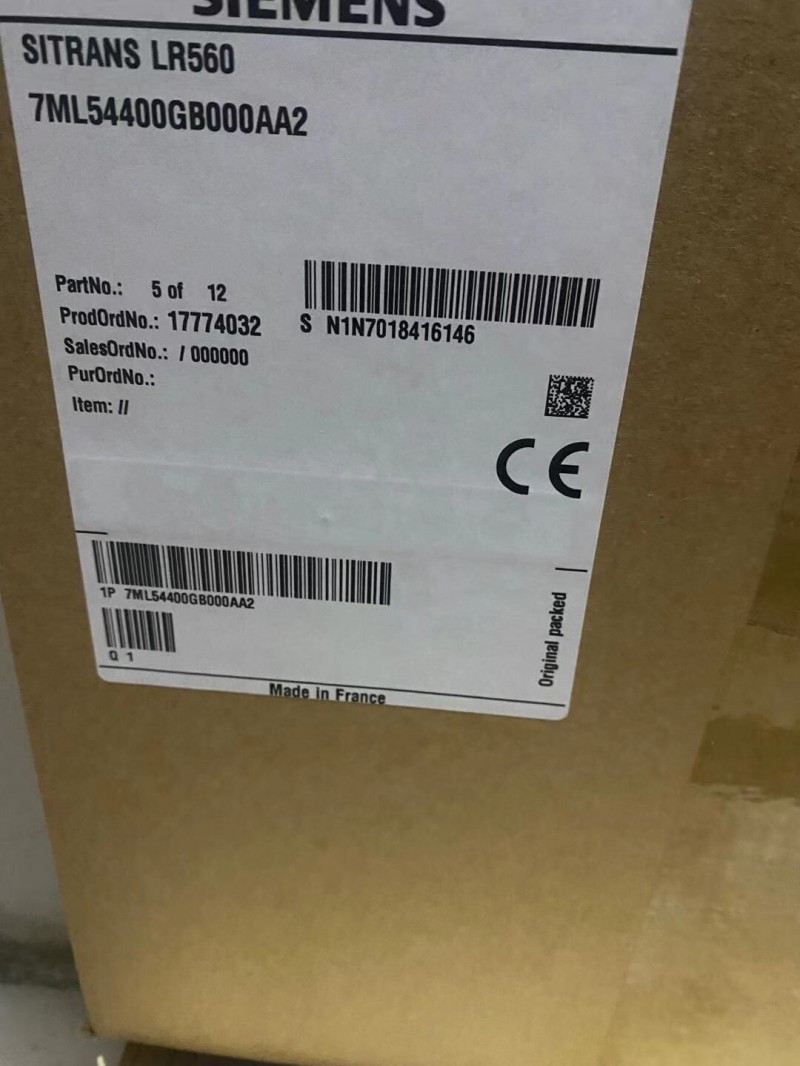 SIEMENS
SITRANS LR560
7ML54400GB000AA2
PartNo.: 5 of 12
ProdOrdNo.: 17774032
S N1N7018416146
SalesOrdNo.: / 000000
PurOrdNo.:
Item: //
CE
1P 7ML54400GB000AA2
Q 1
Original packed
Made in France